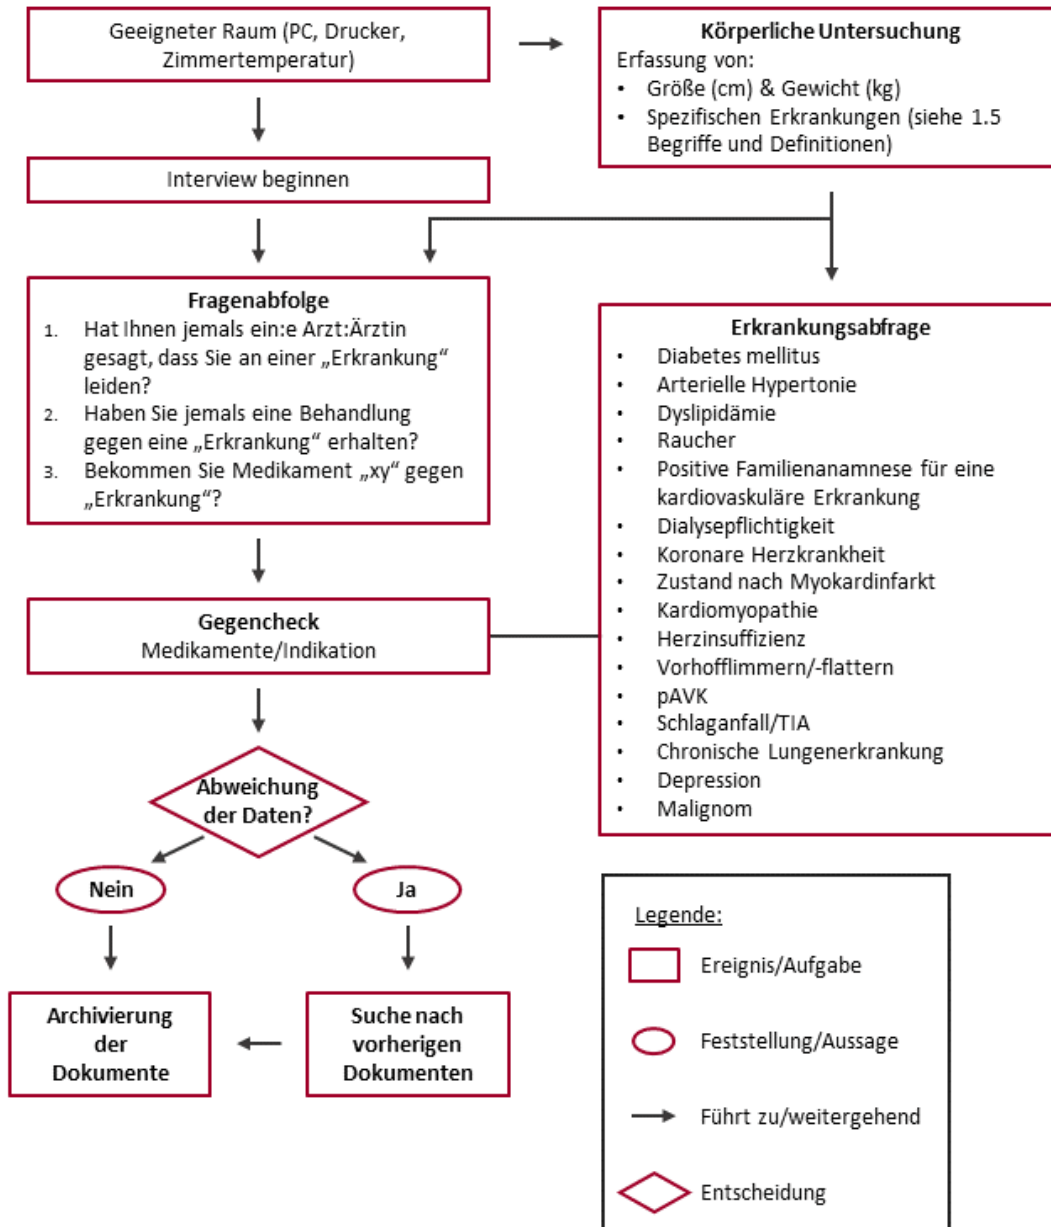 Geeigneter Raum (PC, Drucker,
Zimmertemperatur)
Körperliche Untersuchung
Erfassung von:
• Größe (cm) & Gewicht (kg)
• Spezifischen Erkrankungen (siehe 1.5
Begriffe und Definitionen)
Interview beginnen
Fragenabfolge
1. Hat Ihnen jemals ein:e Arzt:Ärztin
gesagt, dass Sie an einer „Erkrankung“
leiden?
2. Haben Sie jemals eine Behandlung
gegen eine „Erkrankung“ erhalten?
3. Bekommen Sie Medikament „xy“ gegen
„Erkrankung“?
Erkrankungsabfrage
• Diabetes mellitus
• Arterielle Hypertonie
• Dyslipidämie
• Raucher
• Positive Familienanamnese für eine
kardiovaskuläre Erkrankung
• Dialysepflichtigkeit
• Koronare Herzkrankheit
• Zustand nach Myokardinfarkt
• Kardiomyopathie
• Herzinsuffizienz
• Vorhofflimmern/-flattern
• pAVK
• Schlaganfall/TIA
• Chronische Lungenerkrankung
• Depression
• Malignom
Gegencheck
Medikamente/Indikation
Abweichung
der Daten?
Nein
Ja
Archivierung
der
Dokumente
Suche nach
vorherigen
Dokumenten
Legende:
Ereignis/Aufgabe
Feststellung/Aussage
Führt zu/weitergehend
Entscheidung